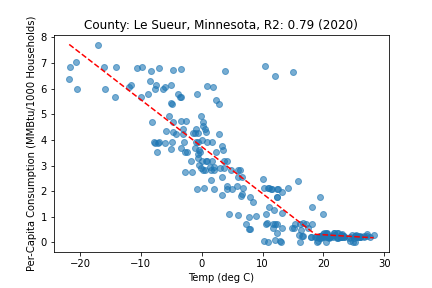 County: Le Sueur, Minnesota, R2: 0.79 (2020)
Per-Capita Consumption (MMBtu/1000 Households)
8
7
6
5
4
3
2
1
0
−20 −10 0 10 20 30
Temp (deg C)